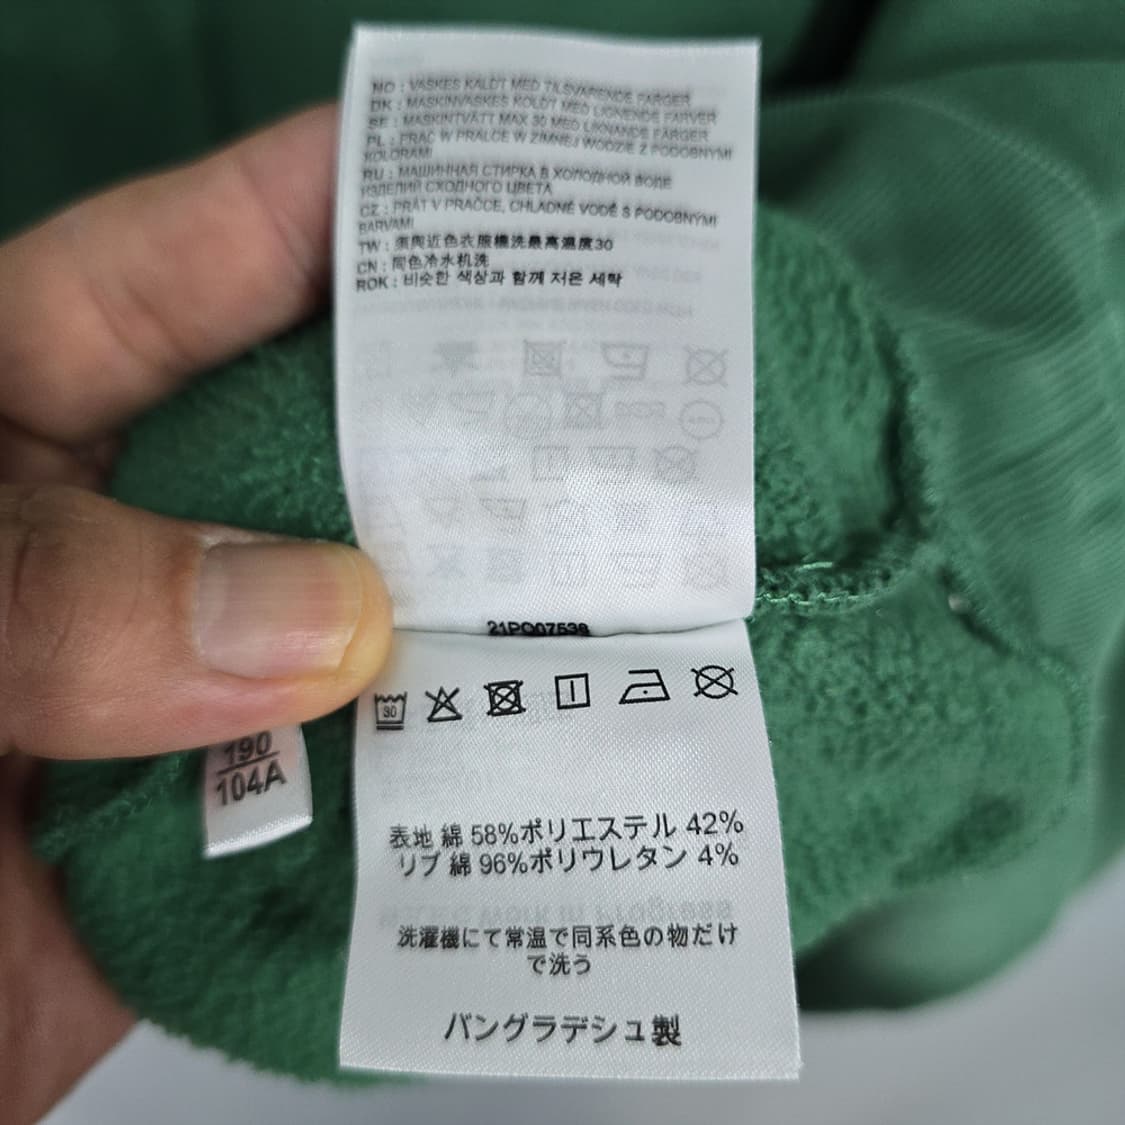 NO : VASKES KALDT MED TILSVARENDE FARGER
DK : MASKINVASKES KOLDT MED LIGNENDE FARVER
SE : MASKINTVÄTT MAX 30 MED LIKNANDE FÄRGER
PL : PRAĆ W PRALCE W ZIMNEJ WODZIE Z PODOBNYMI
KOLORAMI
RU : МАШИННАЯ СТИРКА В ХОЛОДНОЙ ВОДЕ
ИЗДЕЛИЙ СХОДНОГО ЦВЕТА
CZ : PRÁT V PRAČCE, CHLADNÉ VODĚ S PODOBNÝMI
BARVAMI
TW : 須與近色衣服機洗最高溫度30
CN : 同色冷水机洗
ROK : 비슷한 색상과 함께 저온 세탁
21PO07538
30
190
104A
表地 綿 58%ポリエステル 42%
リブ 綿 96%ポリウレタン 4%
洗濯機にて常温で同系色の物だけ
で洗う
バングラデシュ製